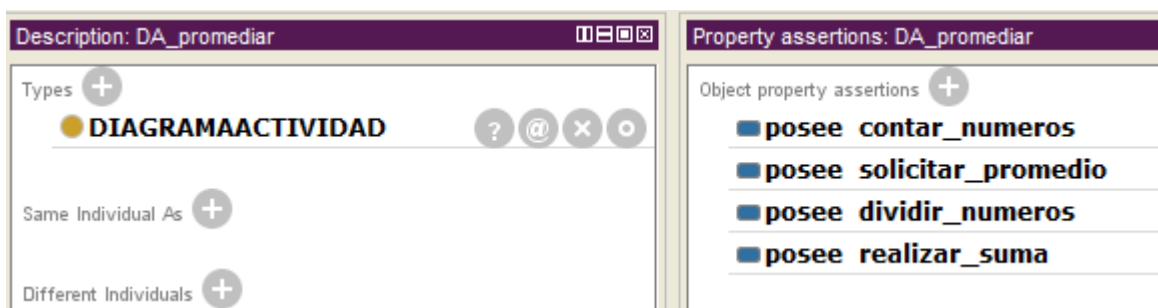 Description: DA_promediar
Types
DIAGRAMAACTIVIDAD
Same Individual As
Different Individuals
Property assertions: DA_promediar
Object property assertions
posee contar_numeros
posee solicitar_promedio
posee dividir_numeros
posee realizar_suma